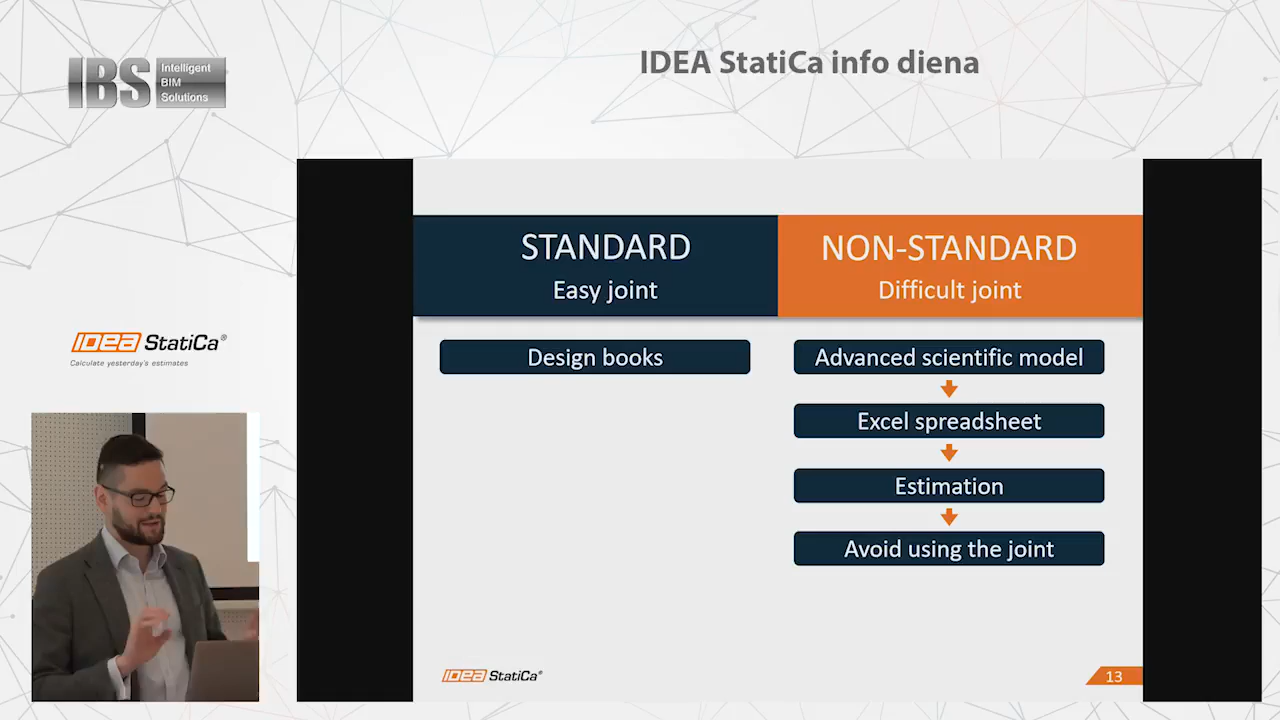 IDEA StatiCa info diena
IBS
Intelligent
BIM
Solutions
STANDARD
Easy joint
NON-STANDARD
Difficult joint
IDEA StatiCa®
Calculate yesterday's estimates
Design books
Advanced scientific model
Excel spreadsheet
Estimation
Avoid using the joint
IDEA StatiCa®
13